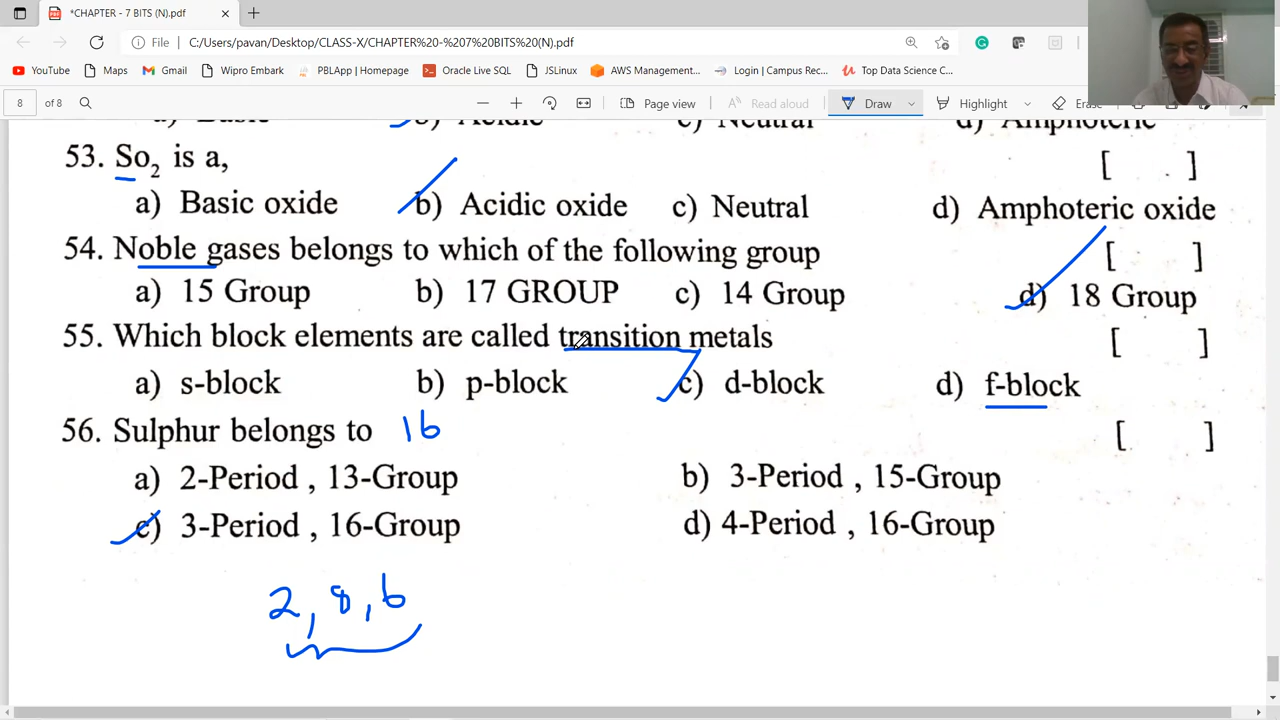 *CHAPTER - 7 BITS (N).pdf
File C:/Users/pavan/Desktop/CLASS-X/CHAPTER%20-%207%20BITS(N).pdf
YouTube Maps Gmail Wipro Embark PBLApp | Homepage Oracle Live SQL JSLinux AWS Management... Login | Campus Rec... Top Data Science C...
8 of 8 Page view Read aloud Draw Highlight Erase
a) Basic b) Acidic c) Neutral d) Amphoteric
53. So2 is a, [ ]
a) Basic oxide b) Acidic oxide c) Neutral d) Amphoteric oxide
54. Noble gases belongs to which of the following group [ ]
a) 15 Group b) 17 GROUP c) 14 Group d) 18 Group
55. Which block elements are called transition metals [ ]
a) s-block b) p-block c) d-block d) f-block
56. Sulphur belongs to 16 [ ]
a) 2-Period , 13-Group b) 3-Period , 15-Group
c) 3-Period , 16-Group d) 4-Period , 16-Group
2, 8, 6